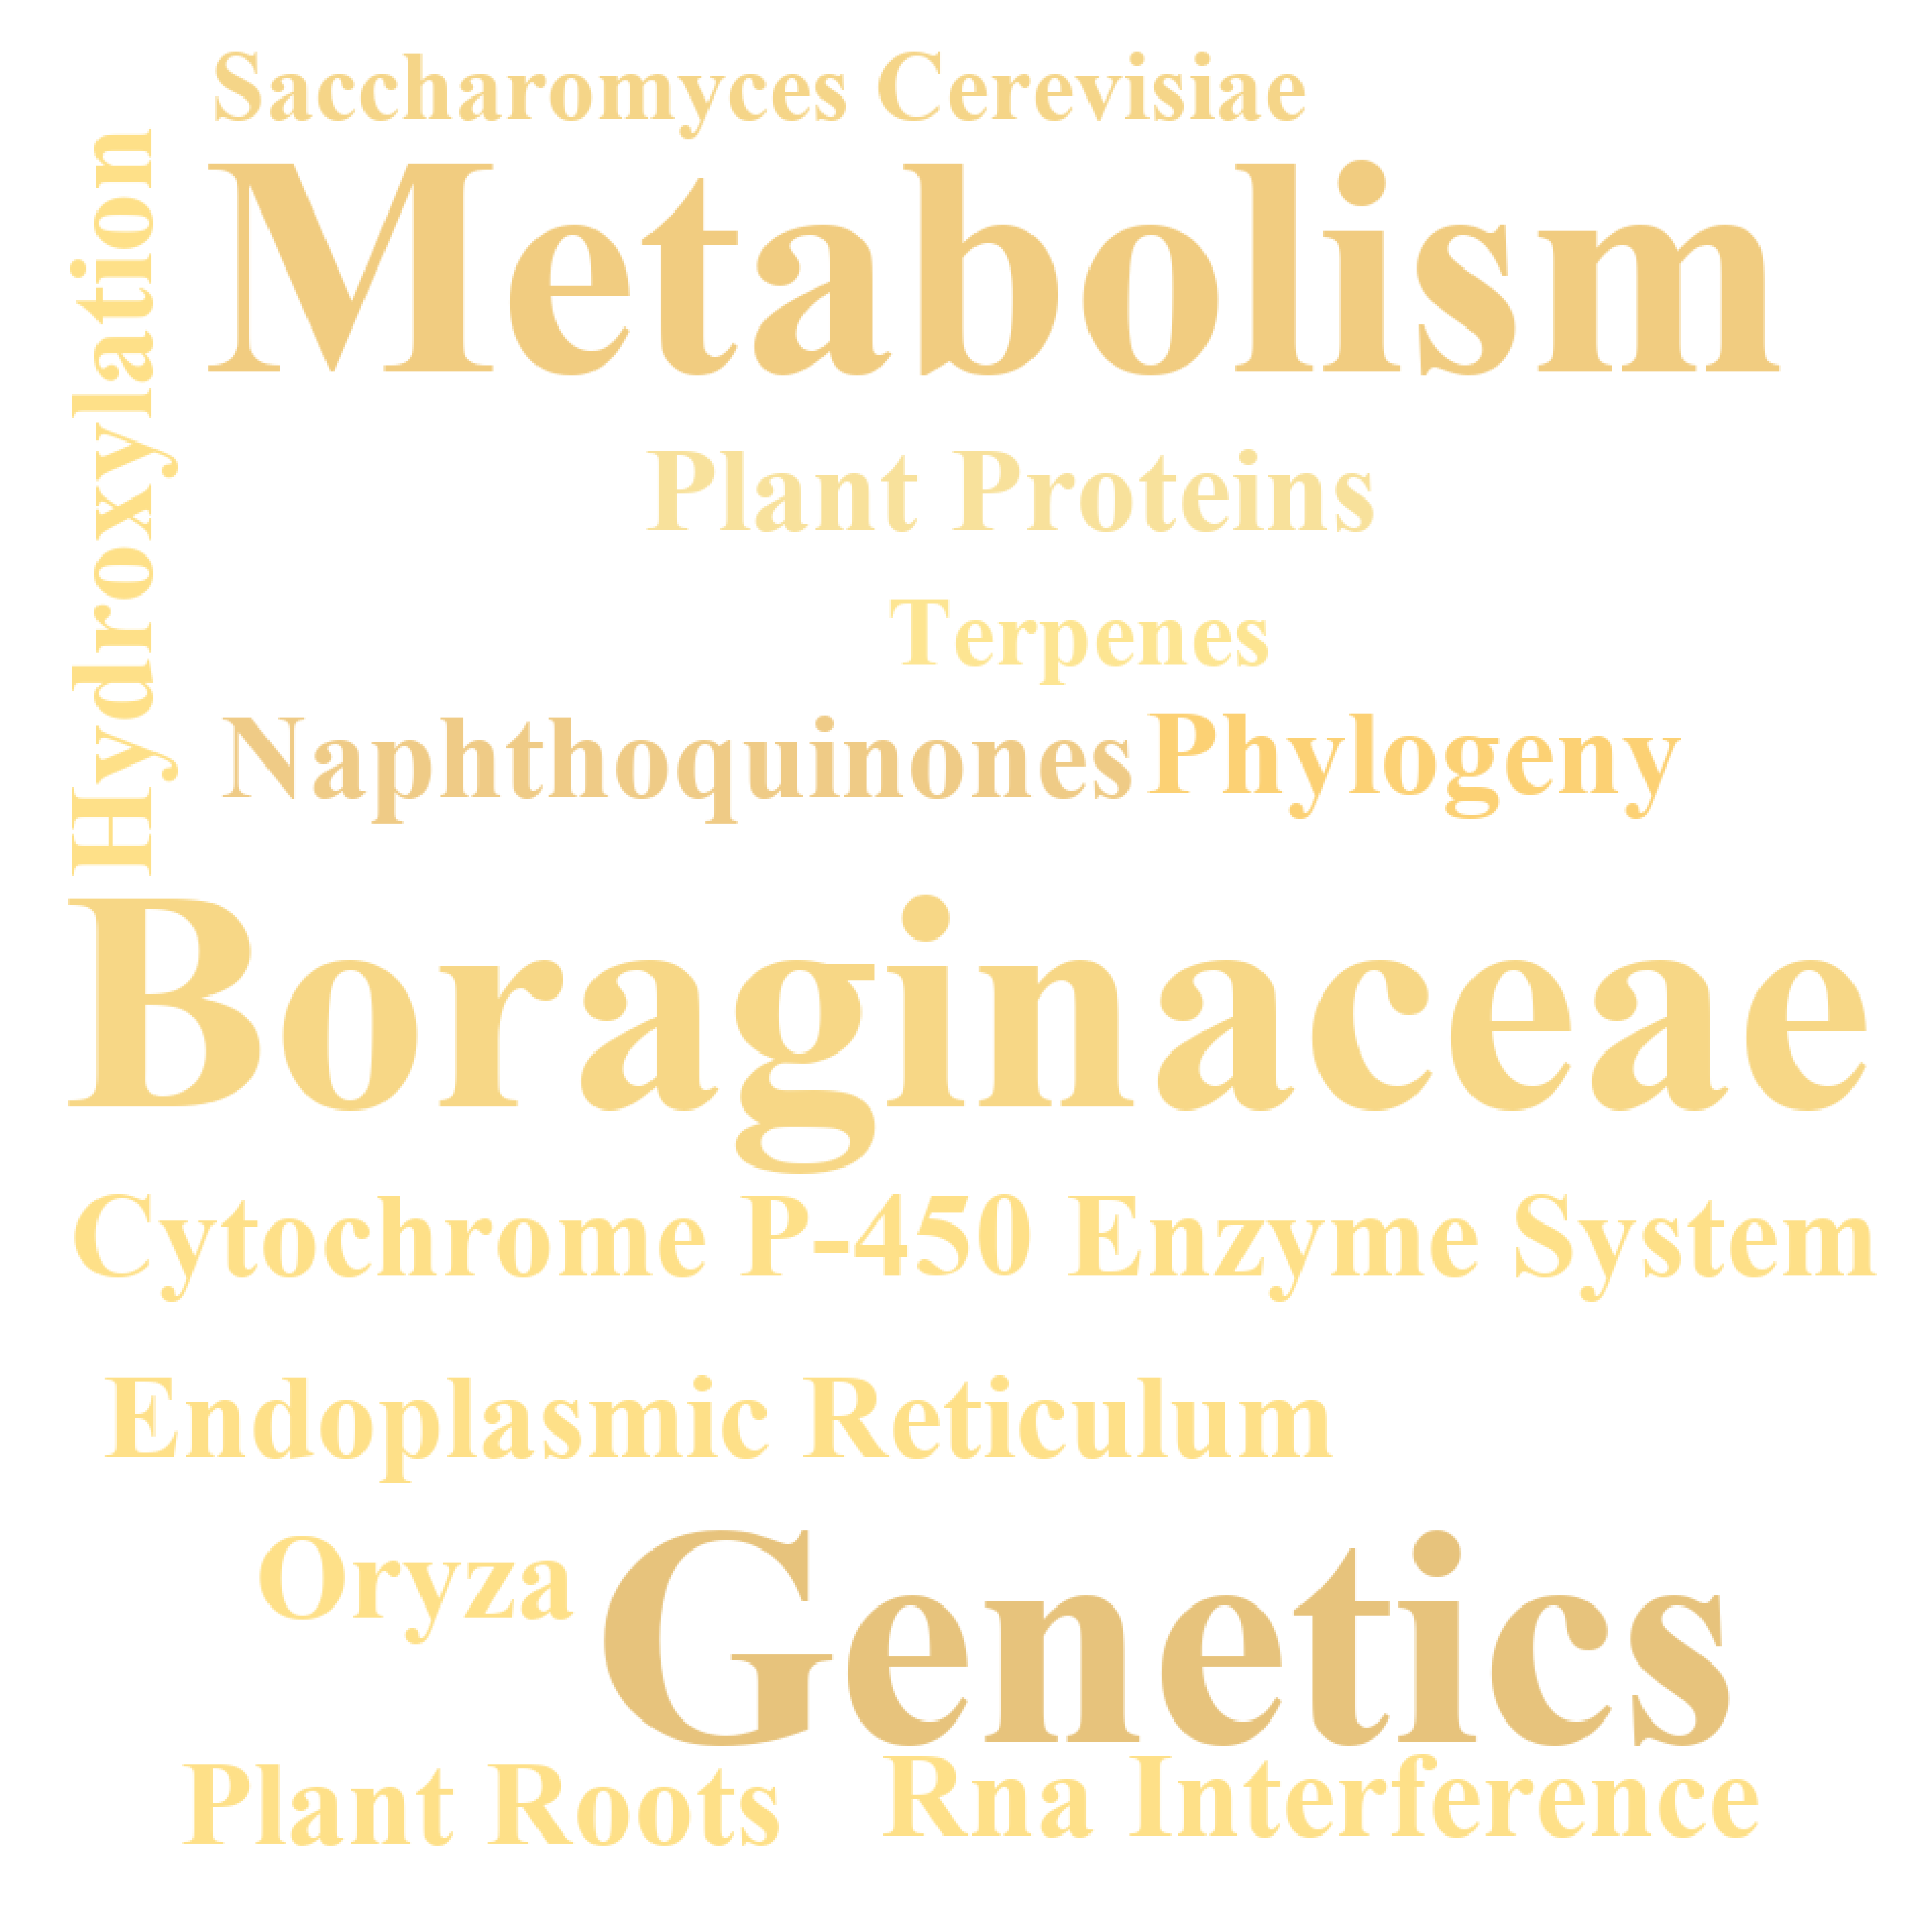 Saccharomyces Cerevisiae
Hydroxylation
Metabolism
Plant Proteins
Terpenes
Naphthoquinones
Phylogeny
Boraginaceae
Cytochrome P-450 Enzyme System
Endoplasmic Reticulum
Oryza
Genetics
Plant Roots
Rna Interference